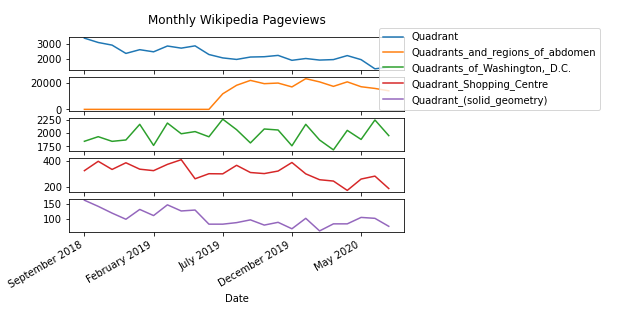 Monthly Wikipedia Pageviews
Quadrant
Quadrants_and_regions_of_abdomen
Quadrants_of_Washington,_D.C.
Quadrant_Shopping_Centre
Quadrant_(solid_geometry)
3000
2000
20000
0
2250
2000
1750
400
200
150
100
September 2018
February 2019
July 2019
December 2019
May 2020
Date